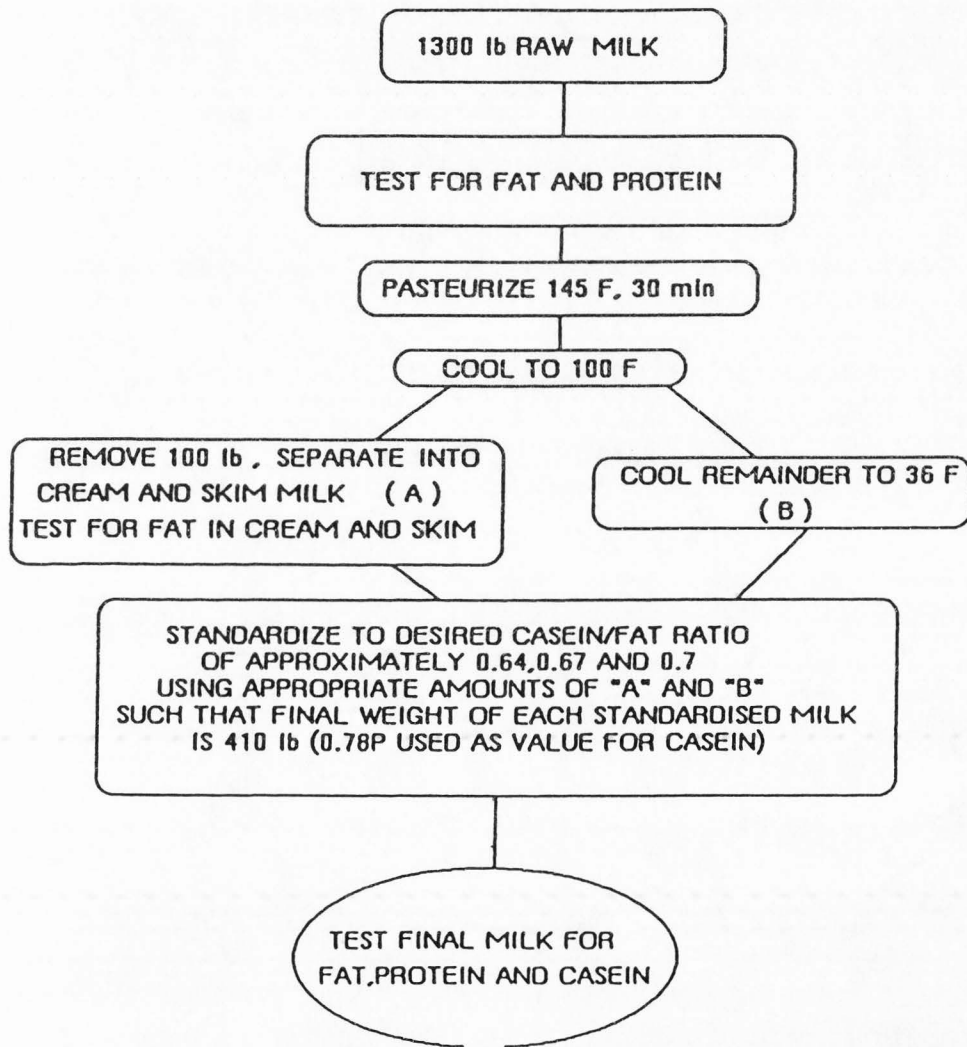 1300 lb RAW MILK
TEST FOR FAT AND PROTEIN
PASTEURIZE 145 F, 30 min
COOL TO 100 F
REMOVE 100 lb, SEPARATE INTO
CREAM AND SKIM MILK (A)
TEST FOR FAT IN CREAM AND SKIM
COOL REMAINDER TO 36 F
(B)
STANDARDIZE TO DESIRED CASEIN/FAT RATIO
OF APPROXIMATELY 0.64,0.67 AND 0.7
USING APPROPRIATE AMOUNTS OF "A" AND "B"
SUCH THAT FINAL WEIGHT OF EACH STANDARDISED MILK
IS 410 lb (0.78P USED AS VALUE FOR CASEIN)
TEST FINAL MILK FOR
FAT,PROTEIN AND CASEIN